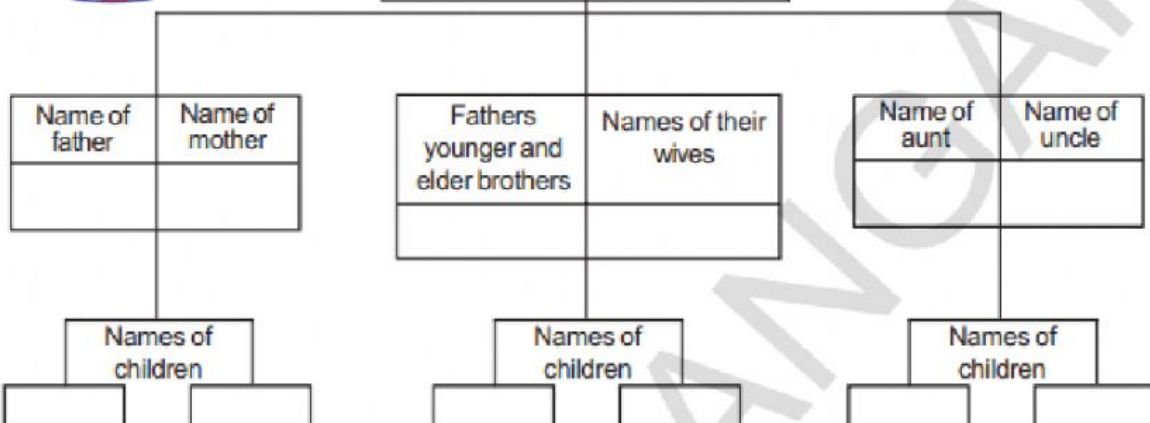 Name of
father
Name of
mother
Fathers
younger and
elder brothers
Names of their
wives
Name of
aunt
Name of
uncle
Names of
children
Names of
children
Names of
children
ANGAN